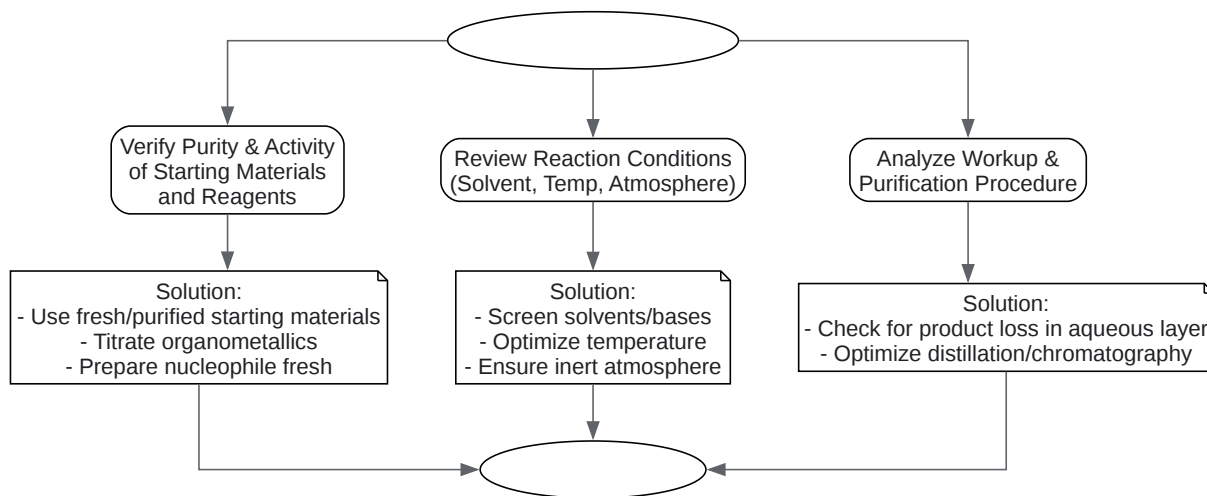 Verify Purity & Activity
of Starting Materials
and Reagents
Review Reaction Conditions
(Solvent, Temp, Atmosphere)
Analyze Workup &
Purification Procedure
Solution:
- Use fresh/purified starting materials
- Titrate organometallics
- Prepare nucleophile fresh
Solution:
- Screen solvents/bases
- Optimize temperature
- Ensure inert atmosphere
Solution:
- Check for product loss in aqueous layer
- Optimize distillation/chromatography